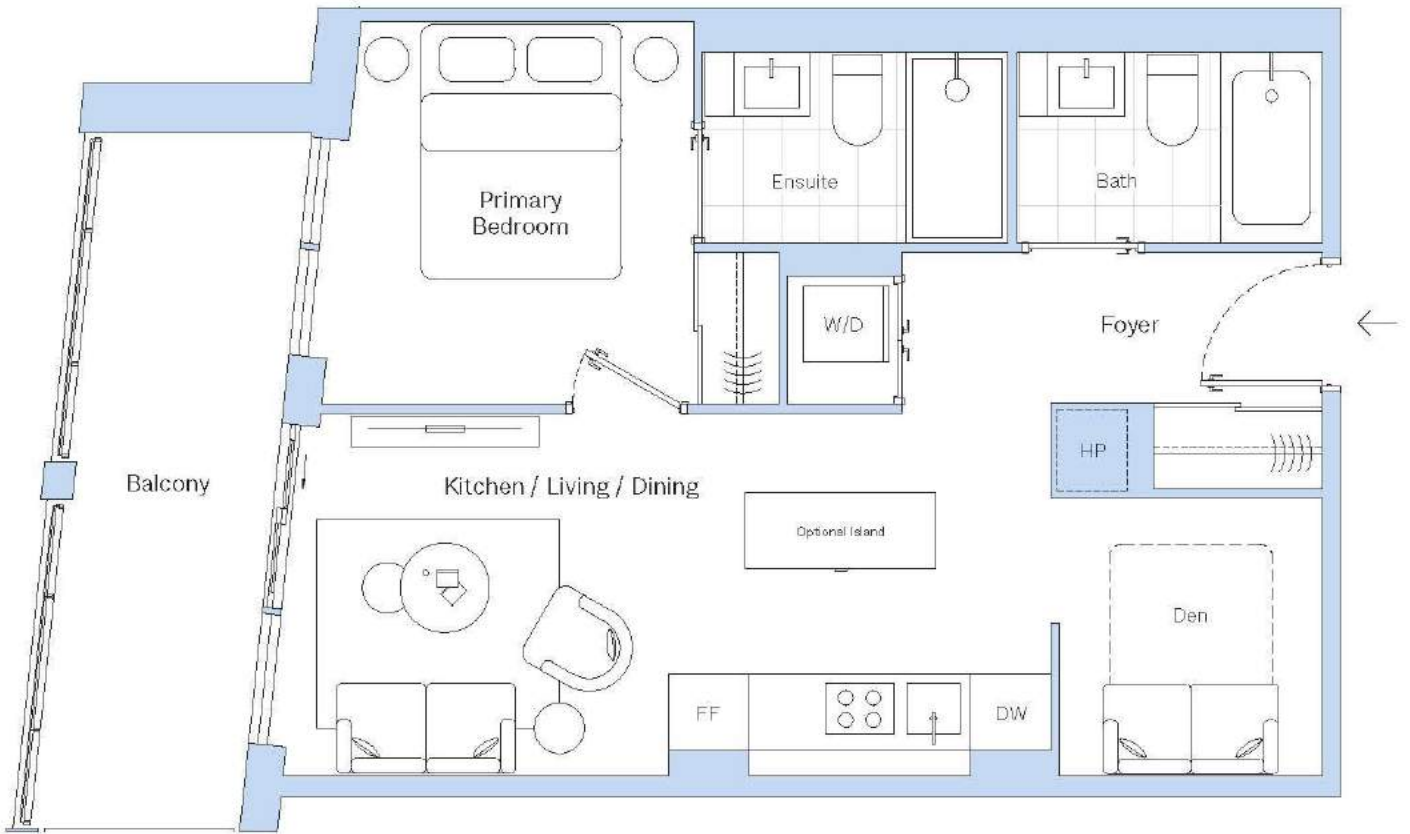 Primary
Bedroom
Ensuite
Bath
W/D
Foyer
HP
Balcony
Kitchen / Living / Dining
Optional Island
Den
FF
DW